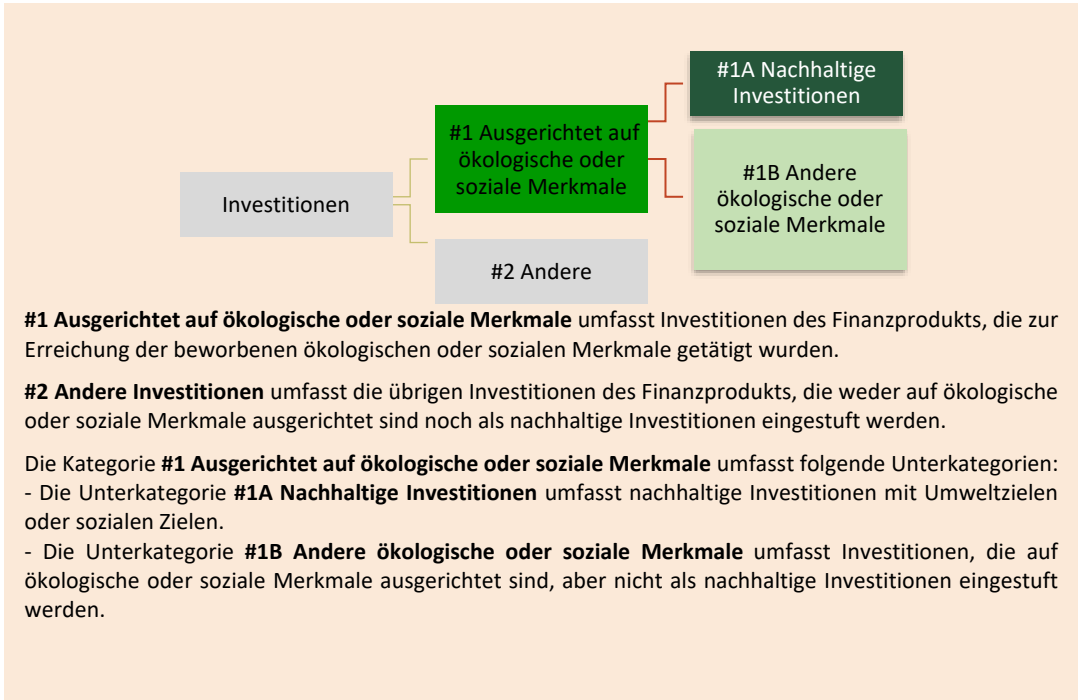 #1A Nachhaltige
Investitionen
#1 Ausgerichtet auf
ökologische oder
soziale Merkmale
#1B Andere
ökologische oder
soziale Merkmale
Investitionen
#2 Andere
#1 Ausgerichtet auf ökologische oder soziale Merkmale umfasst Investitionen des Finanzprodukts, die zur
Erreichung der beworbenen ökologischen oder sozialen Merkmale getätigt wurden.
#2 Andere Investitionen umfasst die übrigen Investitionen des Finanzprodukts, die weder auf ökologische
oder soziale Merkmale ausgerichtet sind noch als nachhaltige Investitionen eingestuft werden.
Die Kategorie #1 Ausgerichtet auf ökologische oder soziale Merkmale umfasst folgende Unterkategorien:
- Die Unterkategorie #1A Nachhaltige Investitionen umfasst nachhaltige Investitionen mit Umweltzielen
oder sozialen Zielen.
- Die Unterkategorie #1B Andere ökologische oder soziale Merkmale umfasst Investitionen, die auf
ökologische oder soziale Merkmale ausgerichtet sind, aber nicht als nachhaltige Investitionen eingestuft
werden.